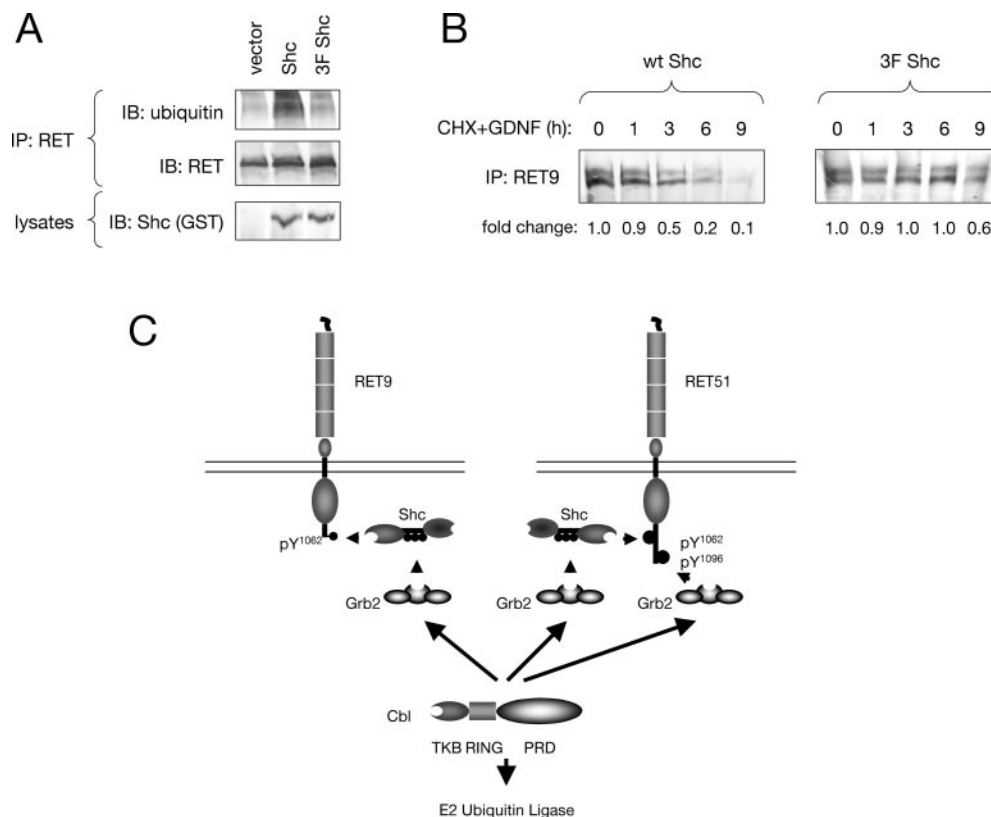 A
vector
Shc
3F Shc
IP: RET
IB: ubiquitin
IB: RET
lysates
IB: Shc (GST)
B
wt Shc
3F Shc
CHX+GDNF (h): 0 1 3 6 9 0 1 3 6 9
IP: RET9
fold change: 1.0 0.9 0.5 0.2 0.1 1.0 0.9 1.0 1.0 0.6
C
RET9
RET51
Shc
Shc
pY1062
pY1062
pY1096
Grb2
Grb2
Grb2
Cbl
TKB RING PRD
E2 Ubiquitin Ligase